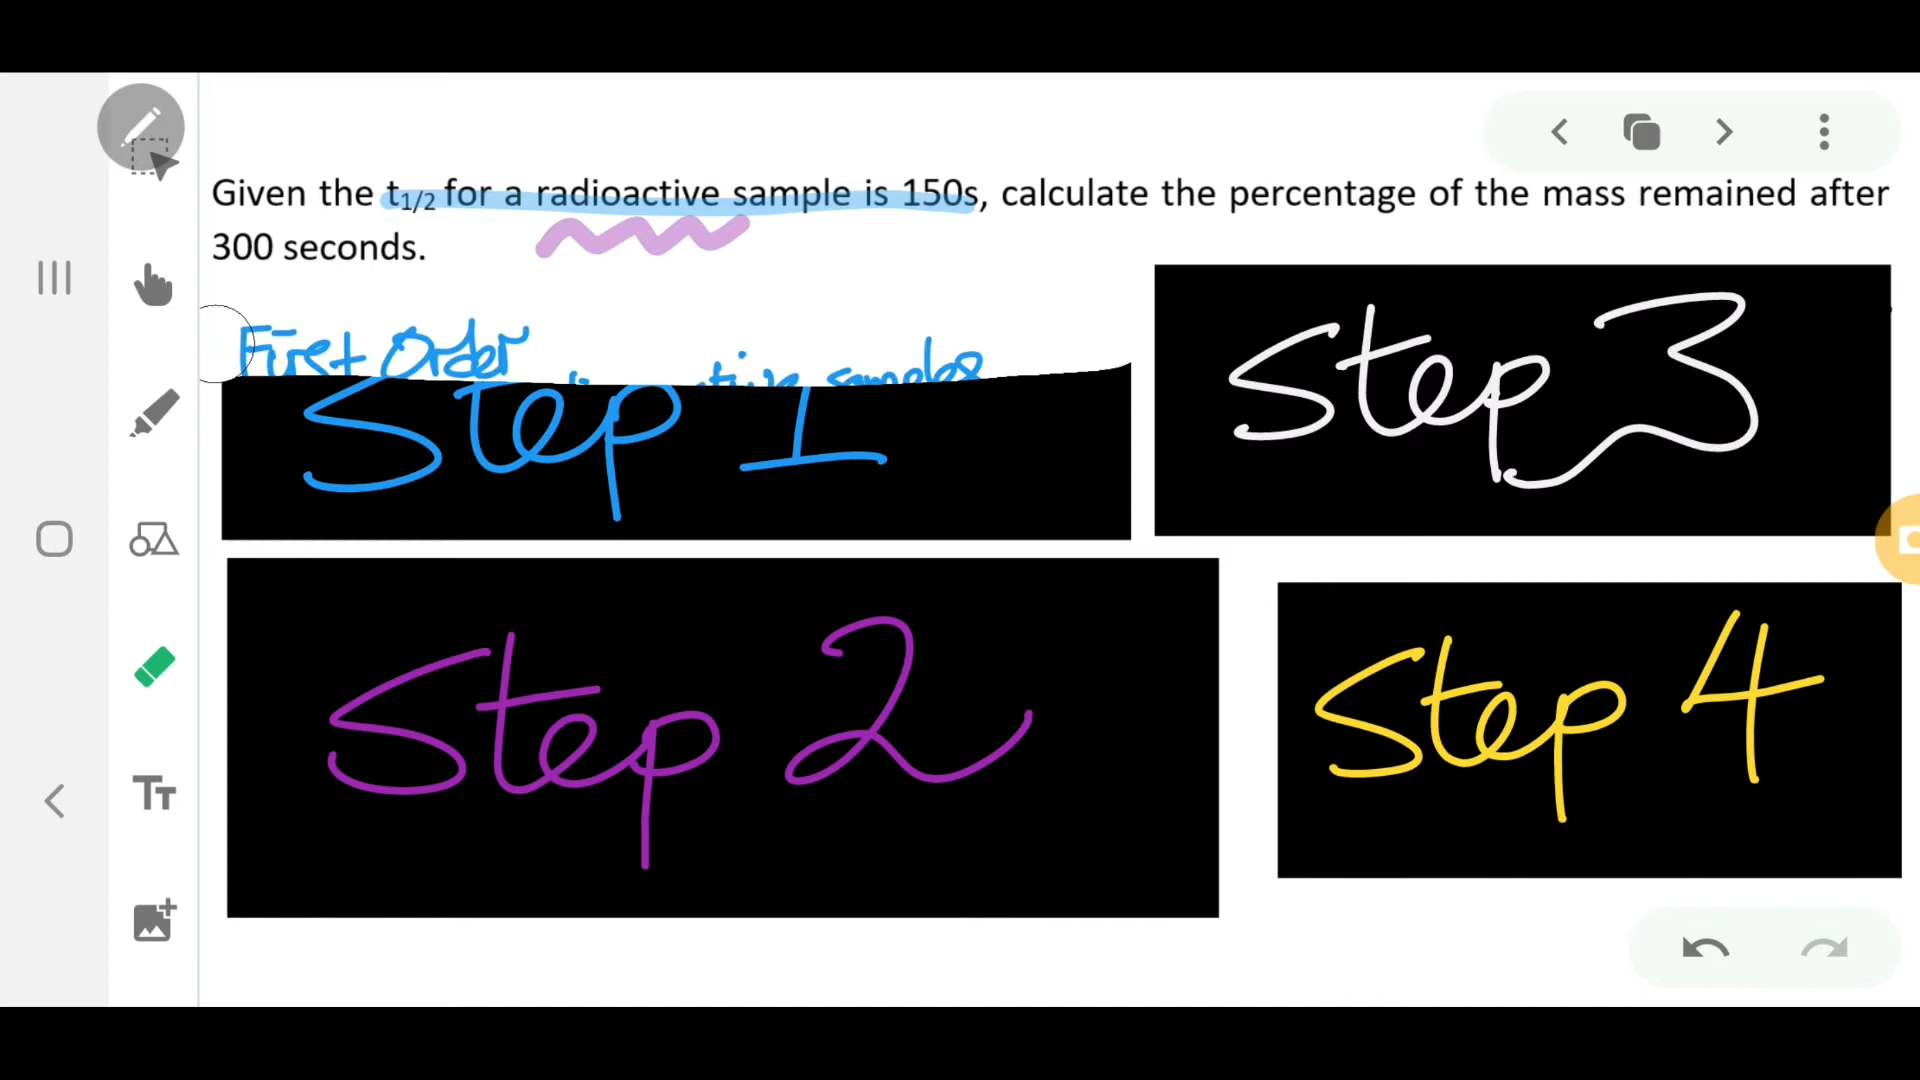 Given the t1/2 for a radioactive sample is 150s, calculate the percentage of the mass remained after
300 seconds.
First Order
Step 1
Step 3
Step 2
Step 4
TT